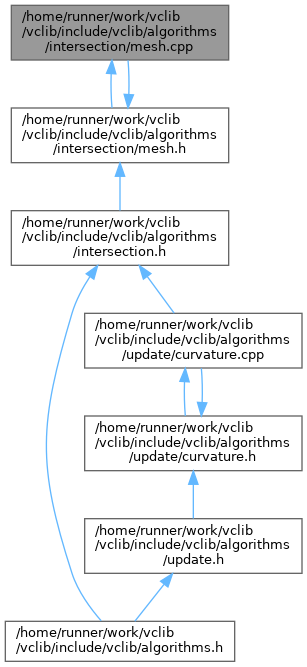 /home/runner/work/vclib
/vclib/include/vclib/algorithms
/intersection/mesh.cpp
/home/runner/work/vclib
/vclib/include/vclib/algorithms
/intersection/mesh.h
/home/runner/work/vclib
/vclib/include/vclib/algorithms
/intersection.h
/home/runner/work/vclib
/vclib/include/vclib/algorithms
/update/curvature.cpp
/home/runner/work/vclib
/vclib/include/vclib/algorithms
/update/curvature.h
/home/runner/work/vclib
/vclib/include/vclib/algorithms
/update.h
/home/runner/work/vclib
/vclib/include/vclib/algorithms.h